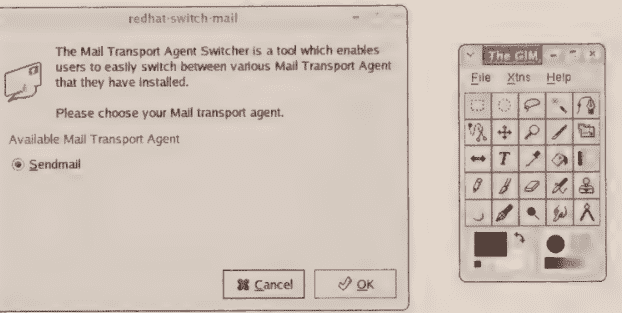 redhat-switch-mail
The Mail Transport Agent Switcher is a tool which enables
users to easily switch between various Mail Transport Agent
that they have installed.
Please choose your Mail transport agent.
Available Mail Transport Agent
Sendmail
Cancel
OK
The GIM
File Xtns Help